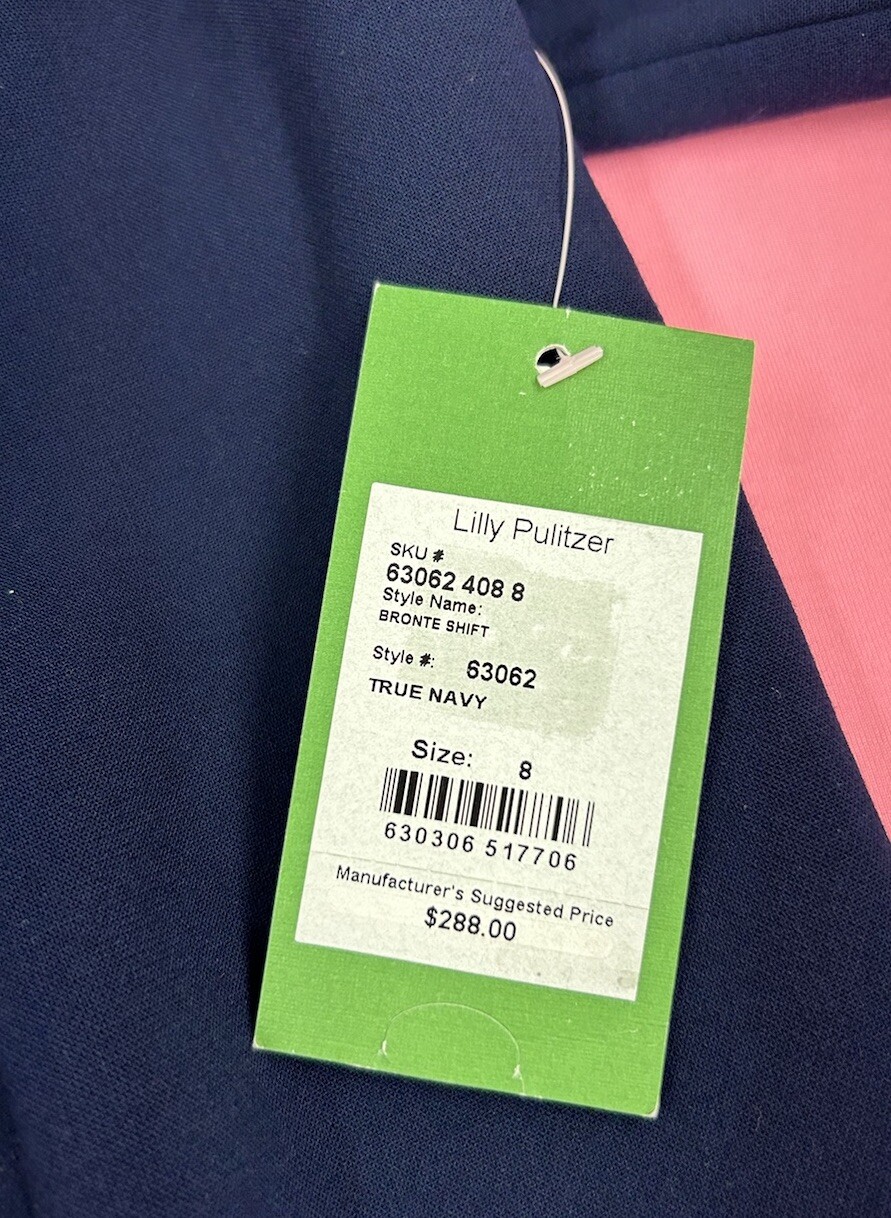 Lilly Pulitzer
SKU #
63062 408 8
Style Name:
BRONTE SHIFT
Style #: 63062
TRUE NAVY
Size: 8
630306 517706
Manufacturer's Suggested Price
$288.00